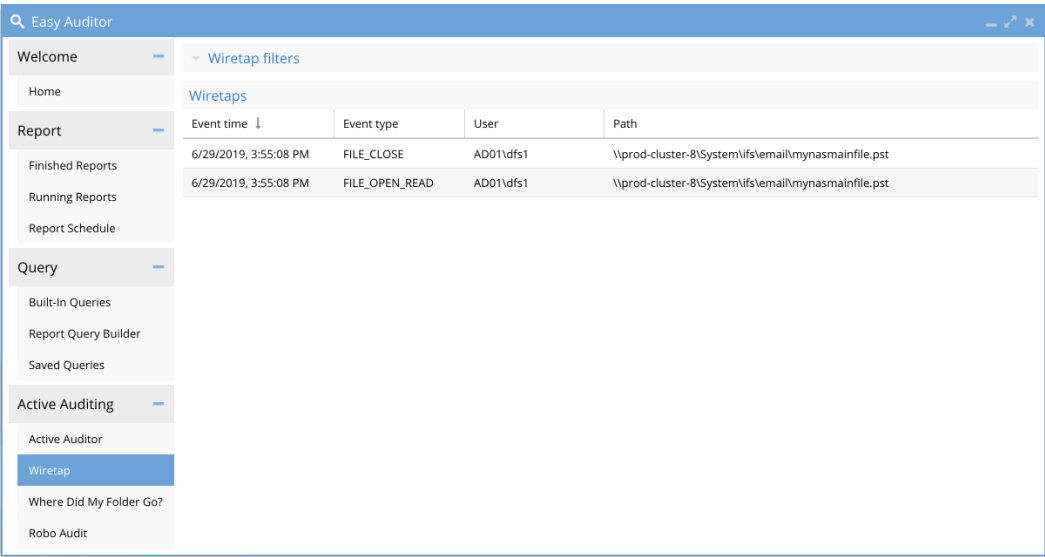 Easy Auditor
Welcome
Home
Report
Finished Reports
Running Reports
Report Schedule
Query
Built-In Queries
Report Query Builder
Saved Queries
Active Auditing
Active Auditor
Wiretap
Where Did My Folder Go?
Robo Audit
Wiretap filters
Wiretaps
Event time ↓ Event type User Path
6/29/2019, 3:55:08 PM FILE_CLOSE AD01\dfs1 \\prod-cluster-8\System\ifs\email\mynasmainfile.pst
6/29/2019, 3:55:08 PM FILE_OPEN_READ AD01\dfs1 \\prod-cluster-8\System\ifs\email\mynasmainfile.pst